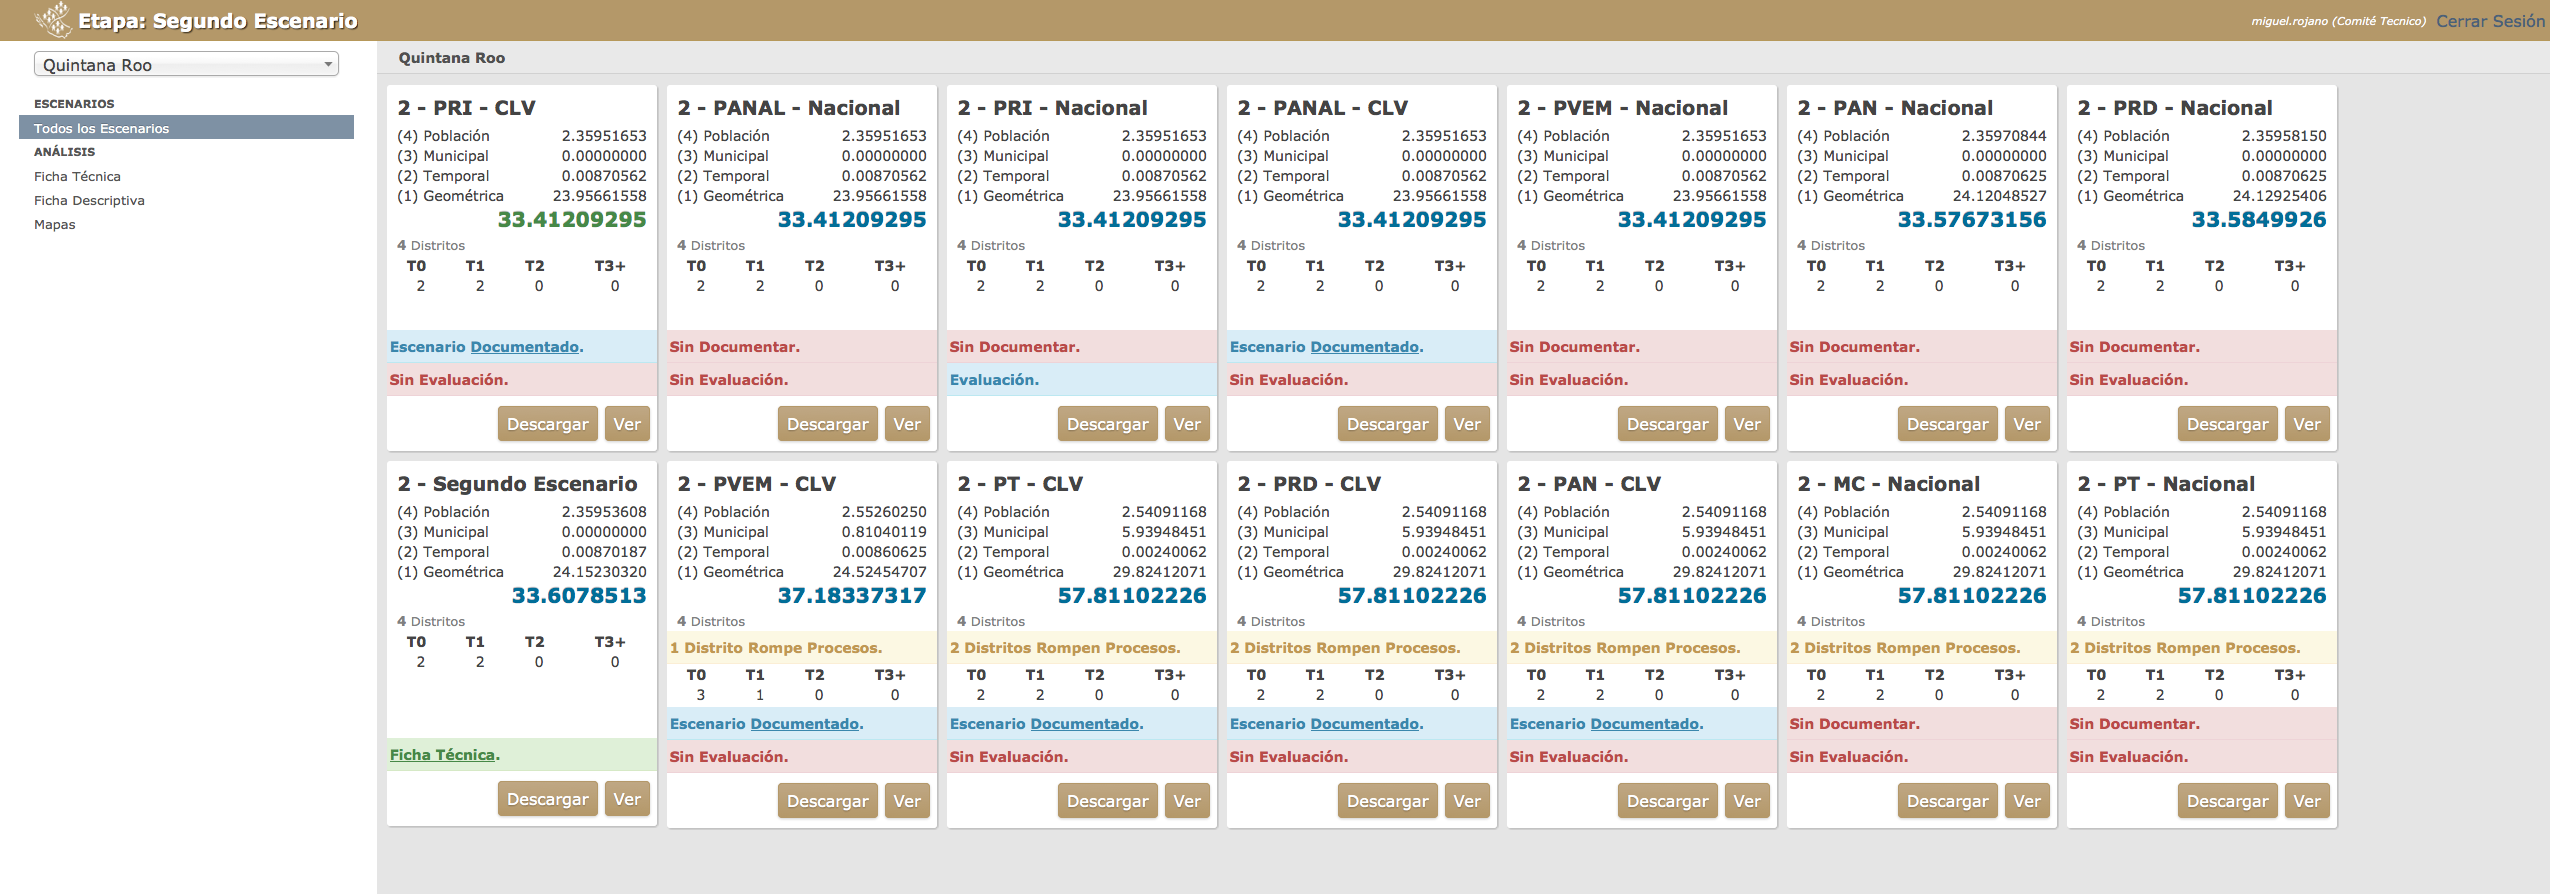 Etapa: Segundo Escenario
miguel.rojano (Comité Tecnico) Cerrar Sesión
Quintana Roo
ESCENARIOS
Todos los Escenarios
ANÁLISIS
Ficha Técnica
Ficha Descriptiva
Mapas
Quintana Roo
2 - PRI - CLV
(4) Población 2.35951653
(3) Municipal 0.00000000
(2) Temporal 0.00870562
(1) Geométrica 23.95661558
33.41209295
4 Distritos
T0 T1 T2 T3+
2 2 0 0
Escenario Documentado.
Sin Evaluación.
Descargar Ver
2 - PANAL - Nacional
(4) Población 2.35951653
(3) Municipal 0.00000000
(2) Temporal 0.00870562
(1) Geométrica 23.95661558
33.41209295
4 Distritos
T0 T1 T2 T3+
2 2 0 0
Sin Documentar.
Sin Evaluación.
Descargar Ver
2 - PRI - Nacional
(4) Población 2.35951653
(3) Municipal 0.00000000
(2) Temporal 0.00870562
(1) Geométrica 23.95661558
33.41209295
4 Distritos
T0 T1 T2 T3+
2 2 0 0
Sin Documentar.
Evaluación.
Descargar Ver
2 - PANAL - CLV
(4) Población 2.35951653
(3) Municipal 0.00000000
(2) Temporal 0.00870562
(1) Geométrica 23.95661558
33.41209295
4 Distritos
T0 T1 T2 T3+
2 2 0 0
Escenario Documentado.
Sin Evaluación.
Descargar Ver
2 - PVEM - Nacional
(4) Población 2.35951653
(3) Municipal 0.00000000
(2) Temporal 0.00870562
(1) Geométrica 23.95661558
33.41209295
4 Distritos
T0 T1 T2 T3+
2 2 0 0
Sin Documentar.
Sin Evaluación.
Descargar Ver
2 - PAN - Nacional
(4) Población 2.35970844
(3) Municipal 0.00000000
(2) Temporal 0.00870625
(1) Geométrica 24.12048527
33.57673156
4 Distritos
T0 T1 T2 T3+
2 2 0 0
Sin Documentar.
Sin Evaluación.
Descargar Ver
2 - PRD - Nacional
(4) Población 2.35958150
(3) Municipal 0.00000000
(2) Temporal 0.00870625
(1) Geométrica 24.12925406
33.5849926
4 Distritos
T0 T1 T2 T3+
2 2 0 0
Sin Documentar.
Sin Evaluación.
Descargar Ver
2 - Segundo Escenario
(4) Población 2.35953608
(3) Municipal 0.00000000
(2) Temporal 0.00870187
(1) Geométrica 24.15230320
33.6078513
4 Distritos
T0 T1 T2 T3+
2 2 0 0
Ficha Técnica.
Descargar Ver
2 - PVEM - CLV
(4) Población 2.55260250
(3) Municipal 0.81040119
(2) Temporal 0.00860625
(1) Geométrica 24.52454707
37.18337317
4 Distritos
1 Distrito Rompe Procesos.
T0 T1 T2 T3+
3 1 0 0
Escenario Documentado.
Sin Evaluación.
Descargar Ver
2 - PT - CLV
(4) Población 2.54091168
(3) Municipal 5.93948451
(2) Temporal 0.00240062
(1) Geométrica 29.82412071
57.81102226
4 Distritos
2 Distritos Rompen Procesos.
T0 T1 T2 T3+
2 2 0 0
Escenario Documentado.
Sin Evaluación.
Descargar Ver
2 - PRD - CLV
(4) Población 2.54091168
(3) Municipal 5.93948451
(2) Temporal 0.00240062
(1) Geométrica 29.82412071
57.81102226
4 Distritos
2 Distritos Rompen Procesos.
T0 T1 T2 T3+
2 2 0 0
Escenario Documentado.
Sin Evaluación.
Descargar Ver
2 - PAN - CLV
(4) Población 2.54091168
(3) Municipal 5.93948451
(2) Temporal 0.00240062
(1) Geométrica 29.82412071
57.81102226
4 Distritos
2 Distritos Rompen Procesos.
T0 T1 T2 T3+
2 2 0 0
Escenario Documentado.
Sin Evaluación.
Descargar Ver
2 - MC - Nacional
(4) Población 2.54091168
(3) Municipal 5.93948451
(2) Temporal 0.00240062
(1) Geométrica 29.82412071
57.81102226
4 Distritos
2 Distritos Rompen Procesos.
T0 T1 T2 T3+
2 2 0 0
Sin Documentar.
Sin Evaluación.
Descargar Ver
2 - PT - Nacional
(4) Población 2.54091168
(3) Municipal 5.93948451
(2) Temporal 0.00240062
(1) Geométrica 29.82412071
57.81102226
4 Distritos
2 Distritos Rompen Procesos.
T0 T1 T2 T3+
2 2 0 0
Sin Documentar.
Sin Evaluación.
Descargar Ver